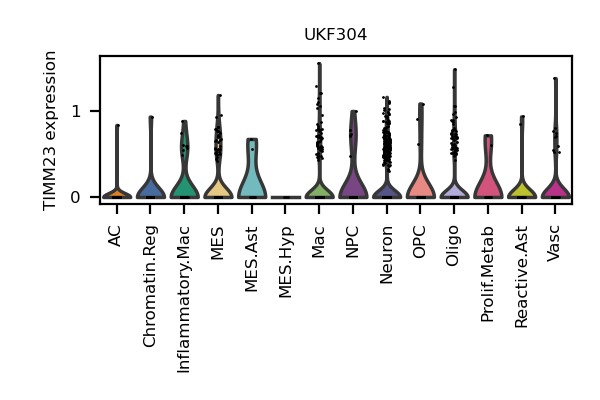 UKF304
TIMM23 expression
1
0
AC
Chromatin.Reg
Inflammatory.Mac
MES
MES.Ast
MES.Hyp
Mac
NPC
Neuron
OPC
Oligo
Prolif.Metab
Reactive.Ast
Vasc